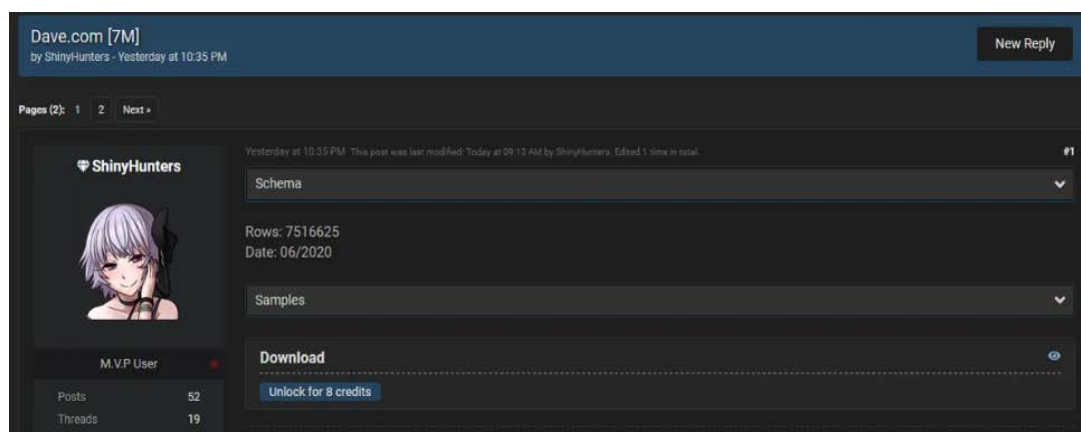 Dave.com [7M]
by ShinyHunters - Yesterday at 10:35 PM
New Reply
Pages (2): 1 2 Next »
ShinyHunters
M.V.P User
Posts 52
Threads 19
Yesterday at 10:35 PM This post was last modified: Today at 09:13 AM by ShinyHunters. Edited 1 time in total.
#1
Schema
Rows: 7516625
Date: 06/2020
Samples
Download
Unlock for 8 credits